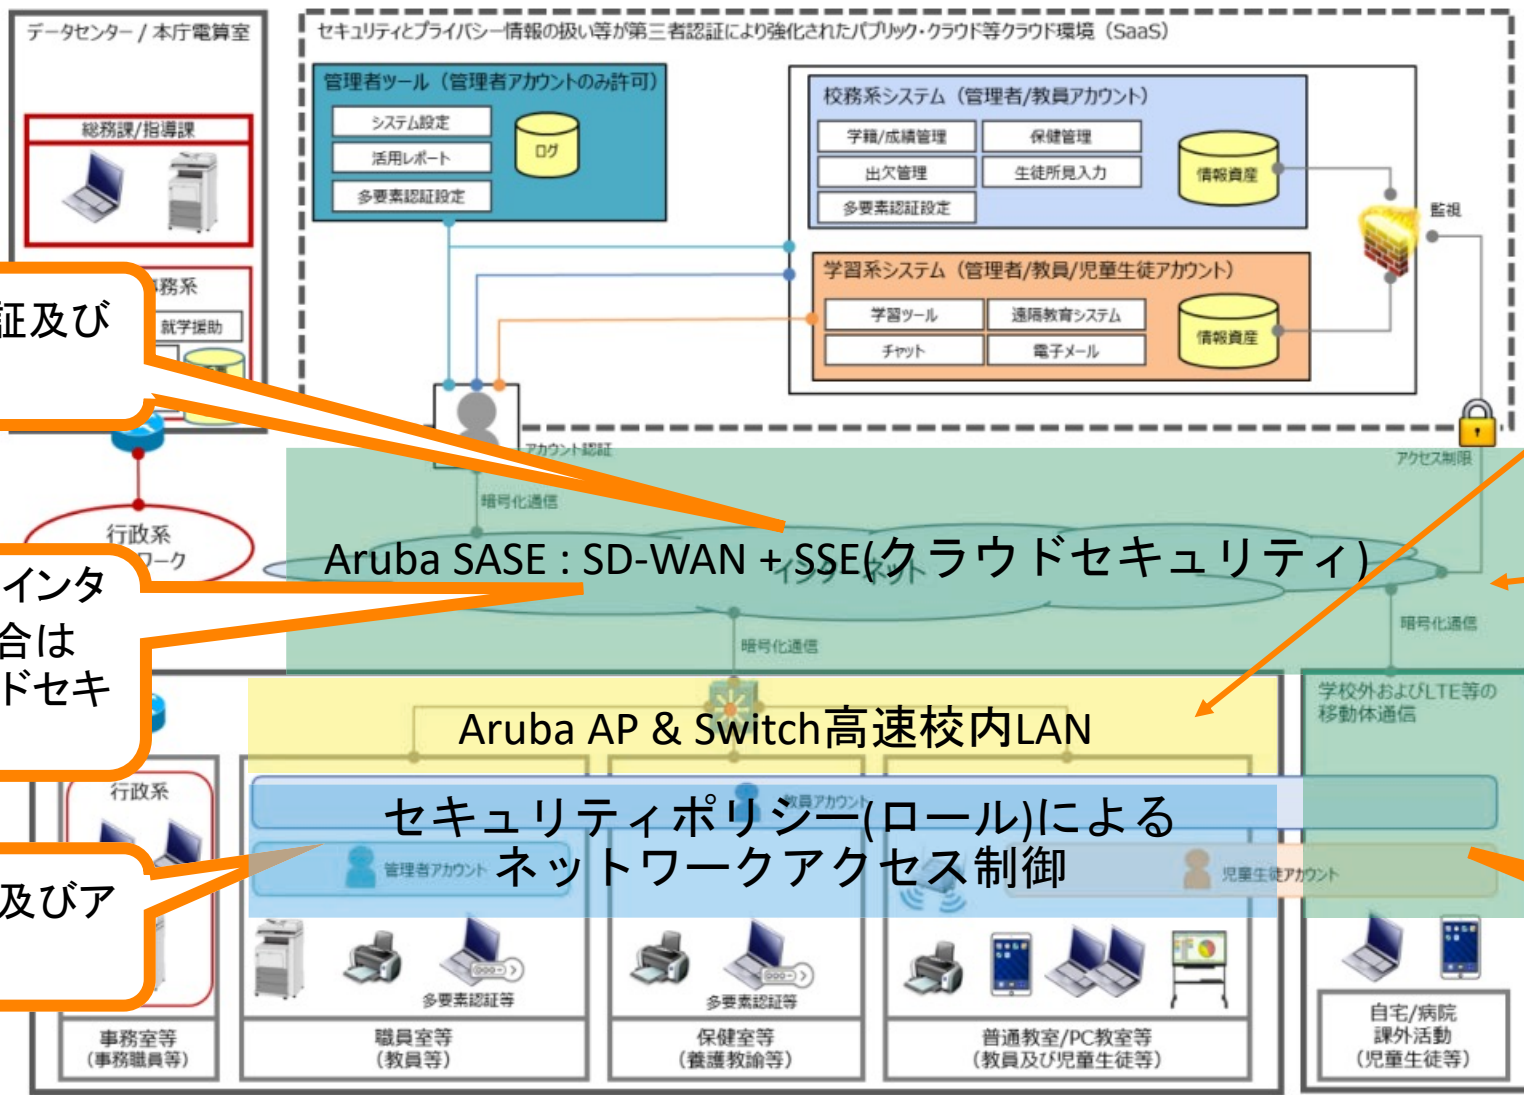 データセンター / 本庁電算室
総務課/指導課
務系
就学援助
セキュリティとプライバシー情報の扱い等が第三者認証により強化されたパブリック・クラウド等クラウド環境（SaaS）
管理者ツール（管理者アカウントのみ許可）
システム設定
活用レポート
多要素認証設定
ログ
校務系システム（管理者/教員アカウント）
学籍/成績管理
保健管理
出欠管理
生徒所見入力
多要素認証設定
情報資産
監視
学習系システム（管理者/教員/児童生徒アカウント）
学習ツール
遠隔教育システム
チャット
電子メール
情報資産
証及び
アカウント認証
アクセス制限
暗号化通信
行政系
ワーク
Aruba SASE : SD-WAN + SSE(クラウドセキュリティ)
インターネット
インタ
合は
ドセキ
暗号化通信
暗号化通信
Aruba AP & Switch高速校内LAN
学校外およびLTE等の
移動体通信
行政系
教員アカウント
セキュリティポリシー(ロール)による
ネットワークアクセス制御
管理者アカウント
児童生徒アカウント
及びア
多要素認証等
多要素認証等
事務室等
（事務職員等）
職員室等
（教員等）
保健室等
（養護教諭等）
普通教室/PC教室等
（教員及び児童生徒等）
自宅/病院
課外活動
（児童生徒等）